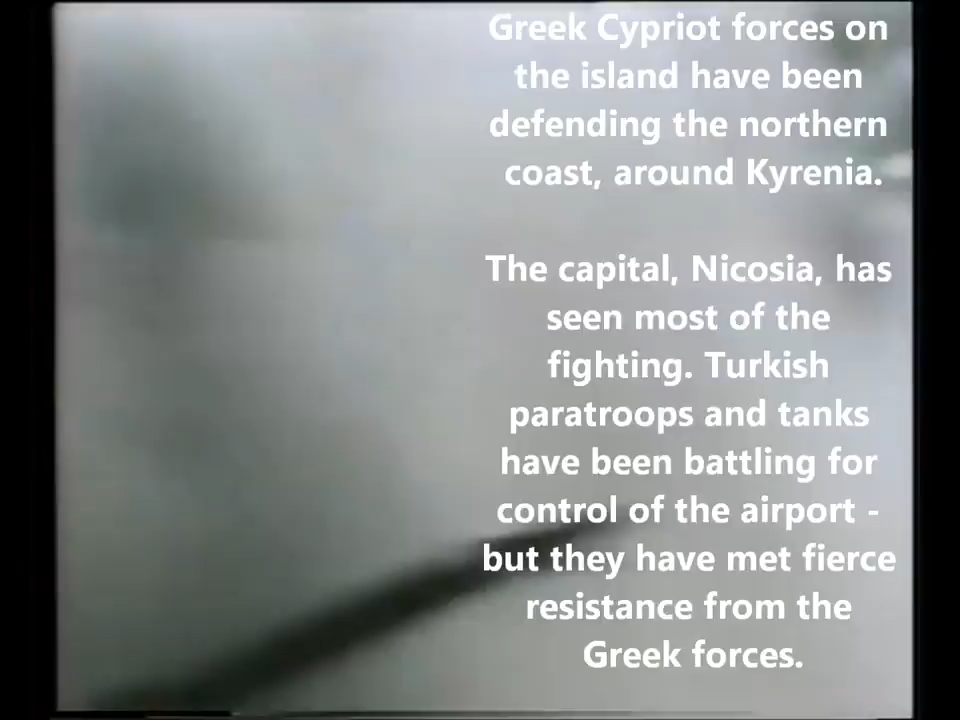 Greek Cypriot forces on
the island have been
defending the northern
coast, around Kyrenia.
The capital, Nicosia, has
seen most of the
fighting. Turkish
paratroops and tanks
have been battling for
control of the airport -
but they have met fierce
resistance from the
Greek forces.